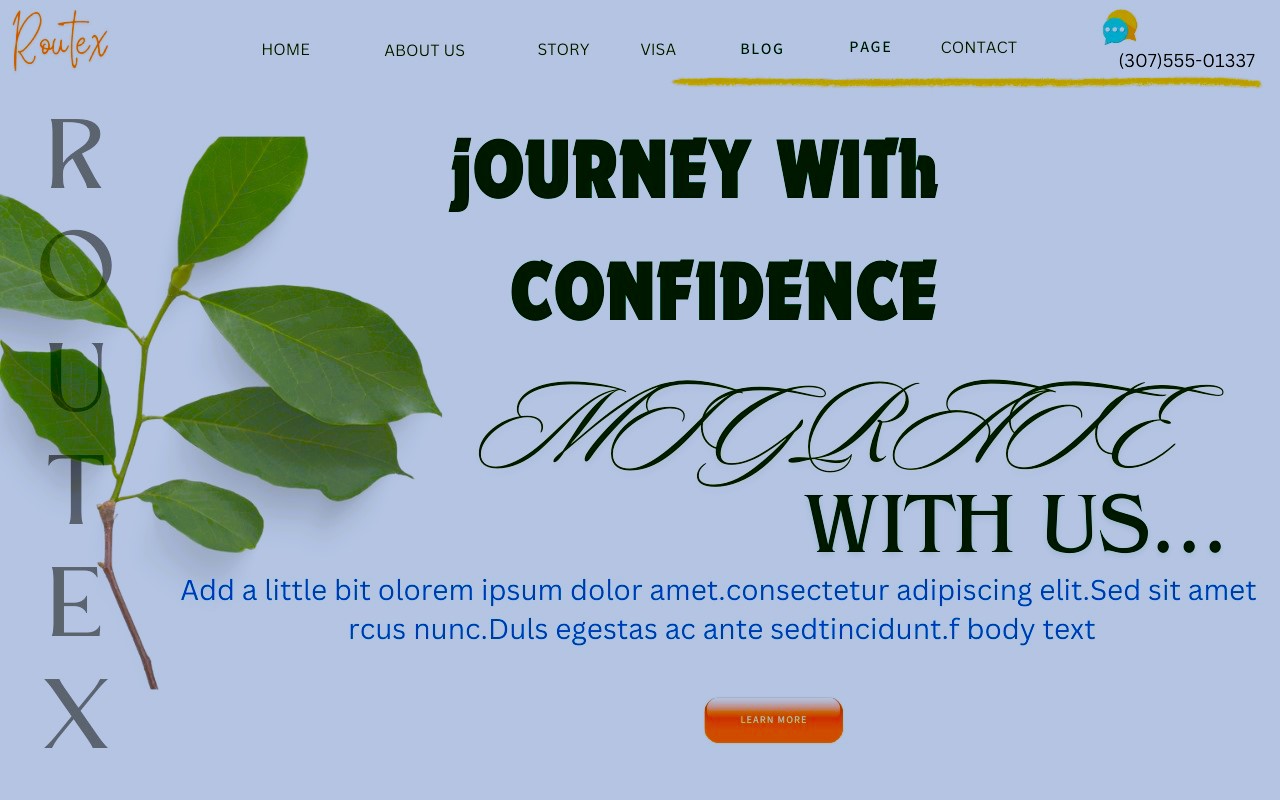 Routex
HOME ABOUT US STORY VISA BLOG PAGE CONTACT
(307)555-01337
ROUTEX
jOURNEY WITh
CONFIDENCE
MIGRATE
WITH US...
Add a little bit olorem ipsum dolor amet.consectetur adipiscing elit.Sed sit amet
rcus nunc.Duls egestas ac ante sedtincidunt.f body text
LEARN MORE